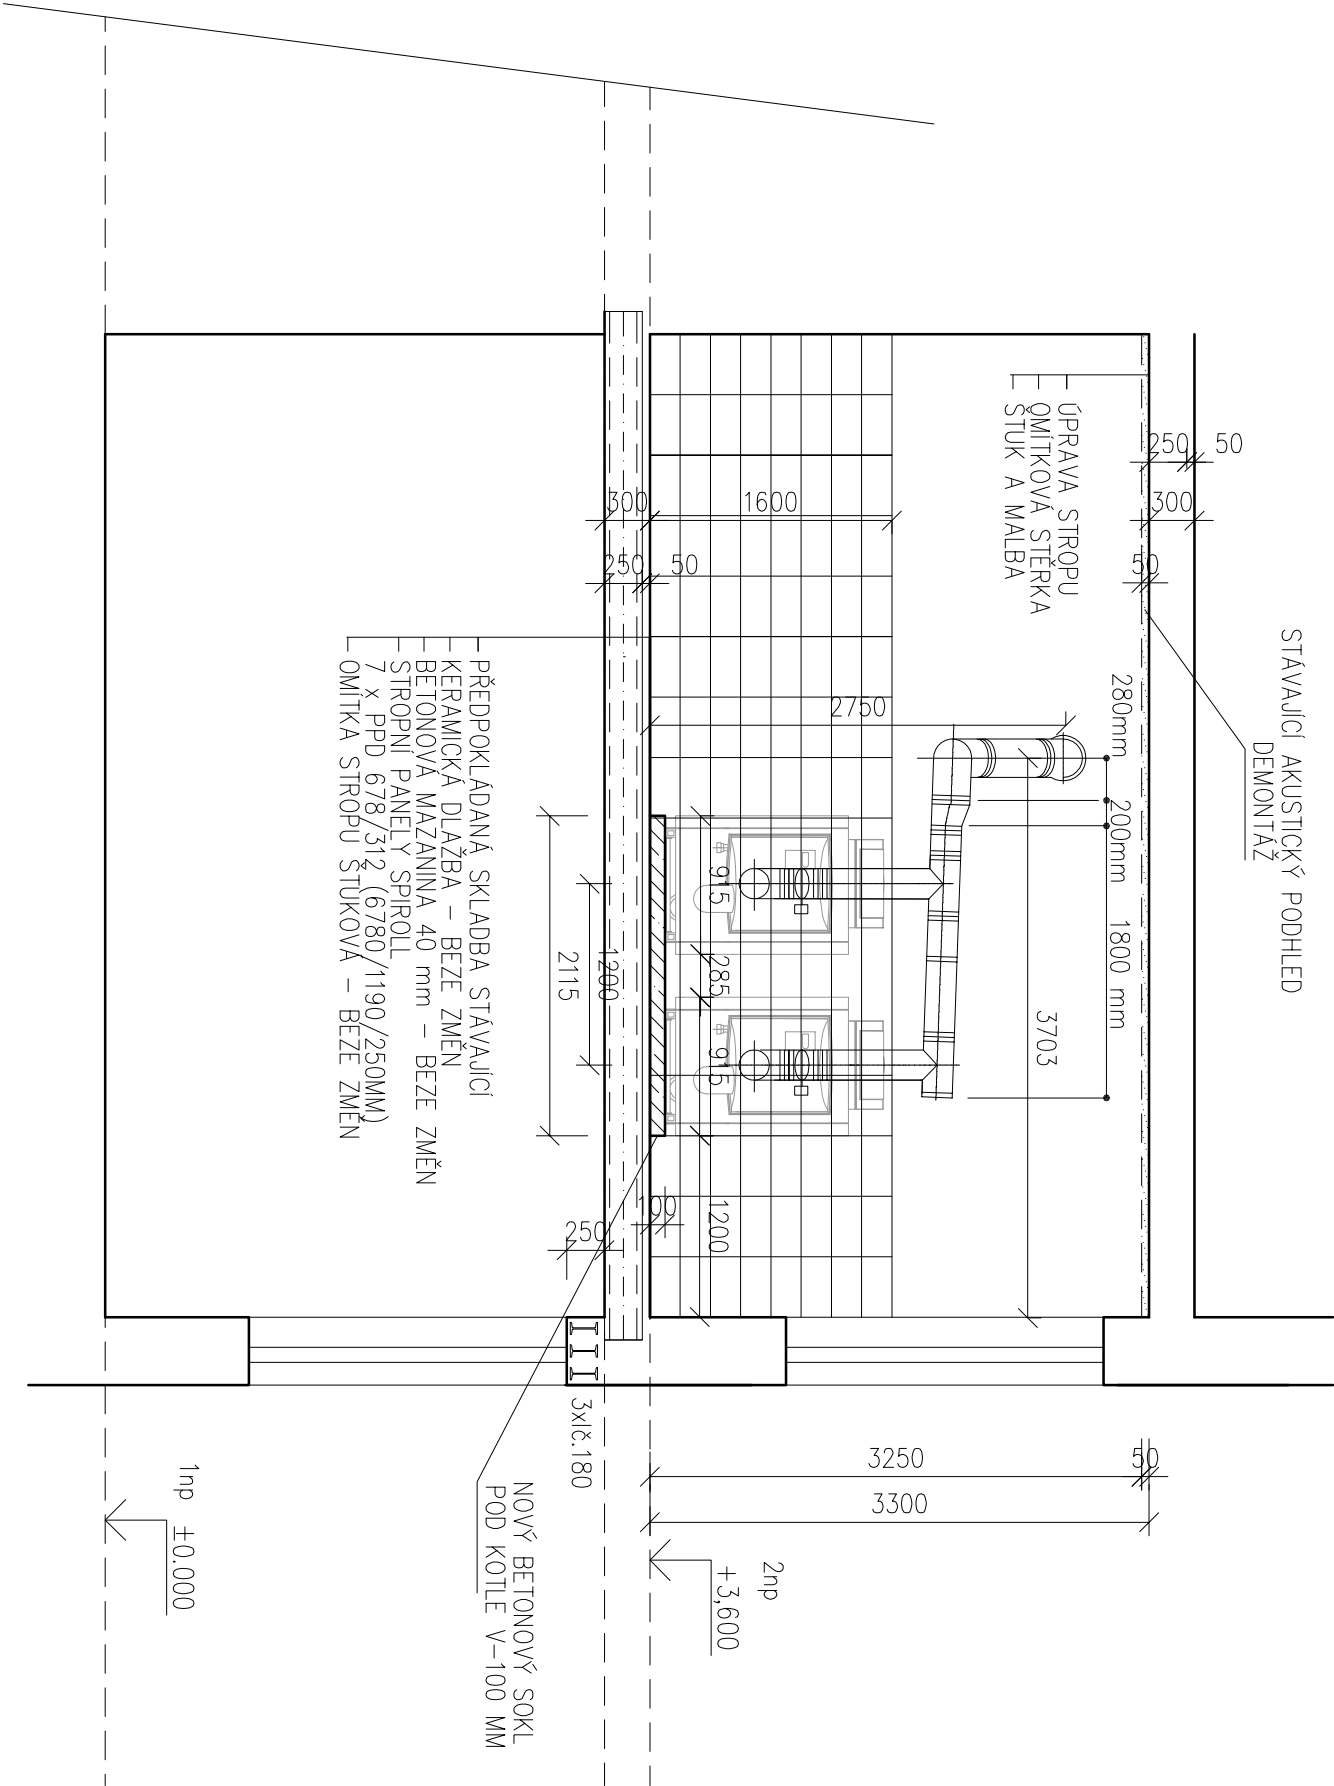 STÁVAJÍCÍ AKUSTICKÝ PODHLED
DEMONTÁŽ
50
250
300
50
ÚPRAVA STROPU
OMÍTKOVÁ STĚRKA
ŠTUK A MALBA
280mm
200mm
1800 mm
3703
2750
1600
300
250
50
915
285
915
1200
100
250
1200
2115
PŘEDPOKLÁDANÁ SKLADBA STÁVAJÍCÍ
KERAMICKÁ DLAŽBA - BEZE ZMĚN
BETONOVÁ MAZANINA 40 mm - BEZE ZMĚN
STROPNÍ PANELY SPIROLL
7 x PPD 678/312 (6780/1190/250MM)
OMÍTKA STROPU ŠTUKOVÁ - BEZE ZMĚN
3xIč.180
50
3250
3300
2np
+3,600
NOVÝ BETONOVÝ SOKL
POD KOTLE V-100 MM
1np
±0.000